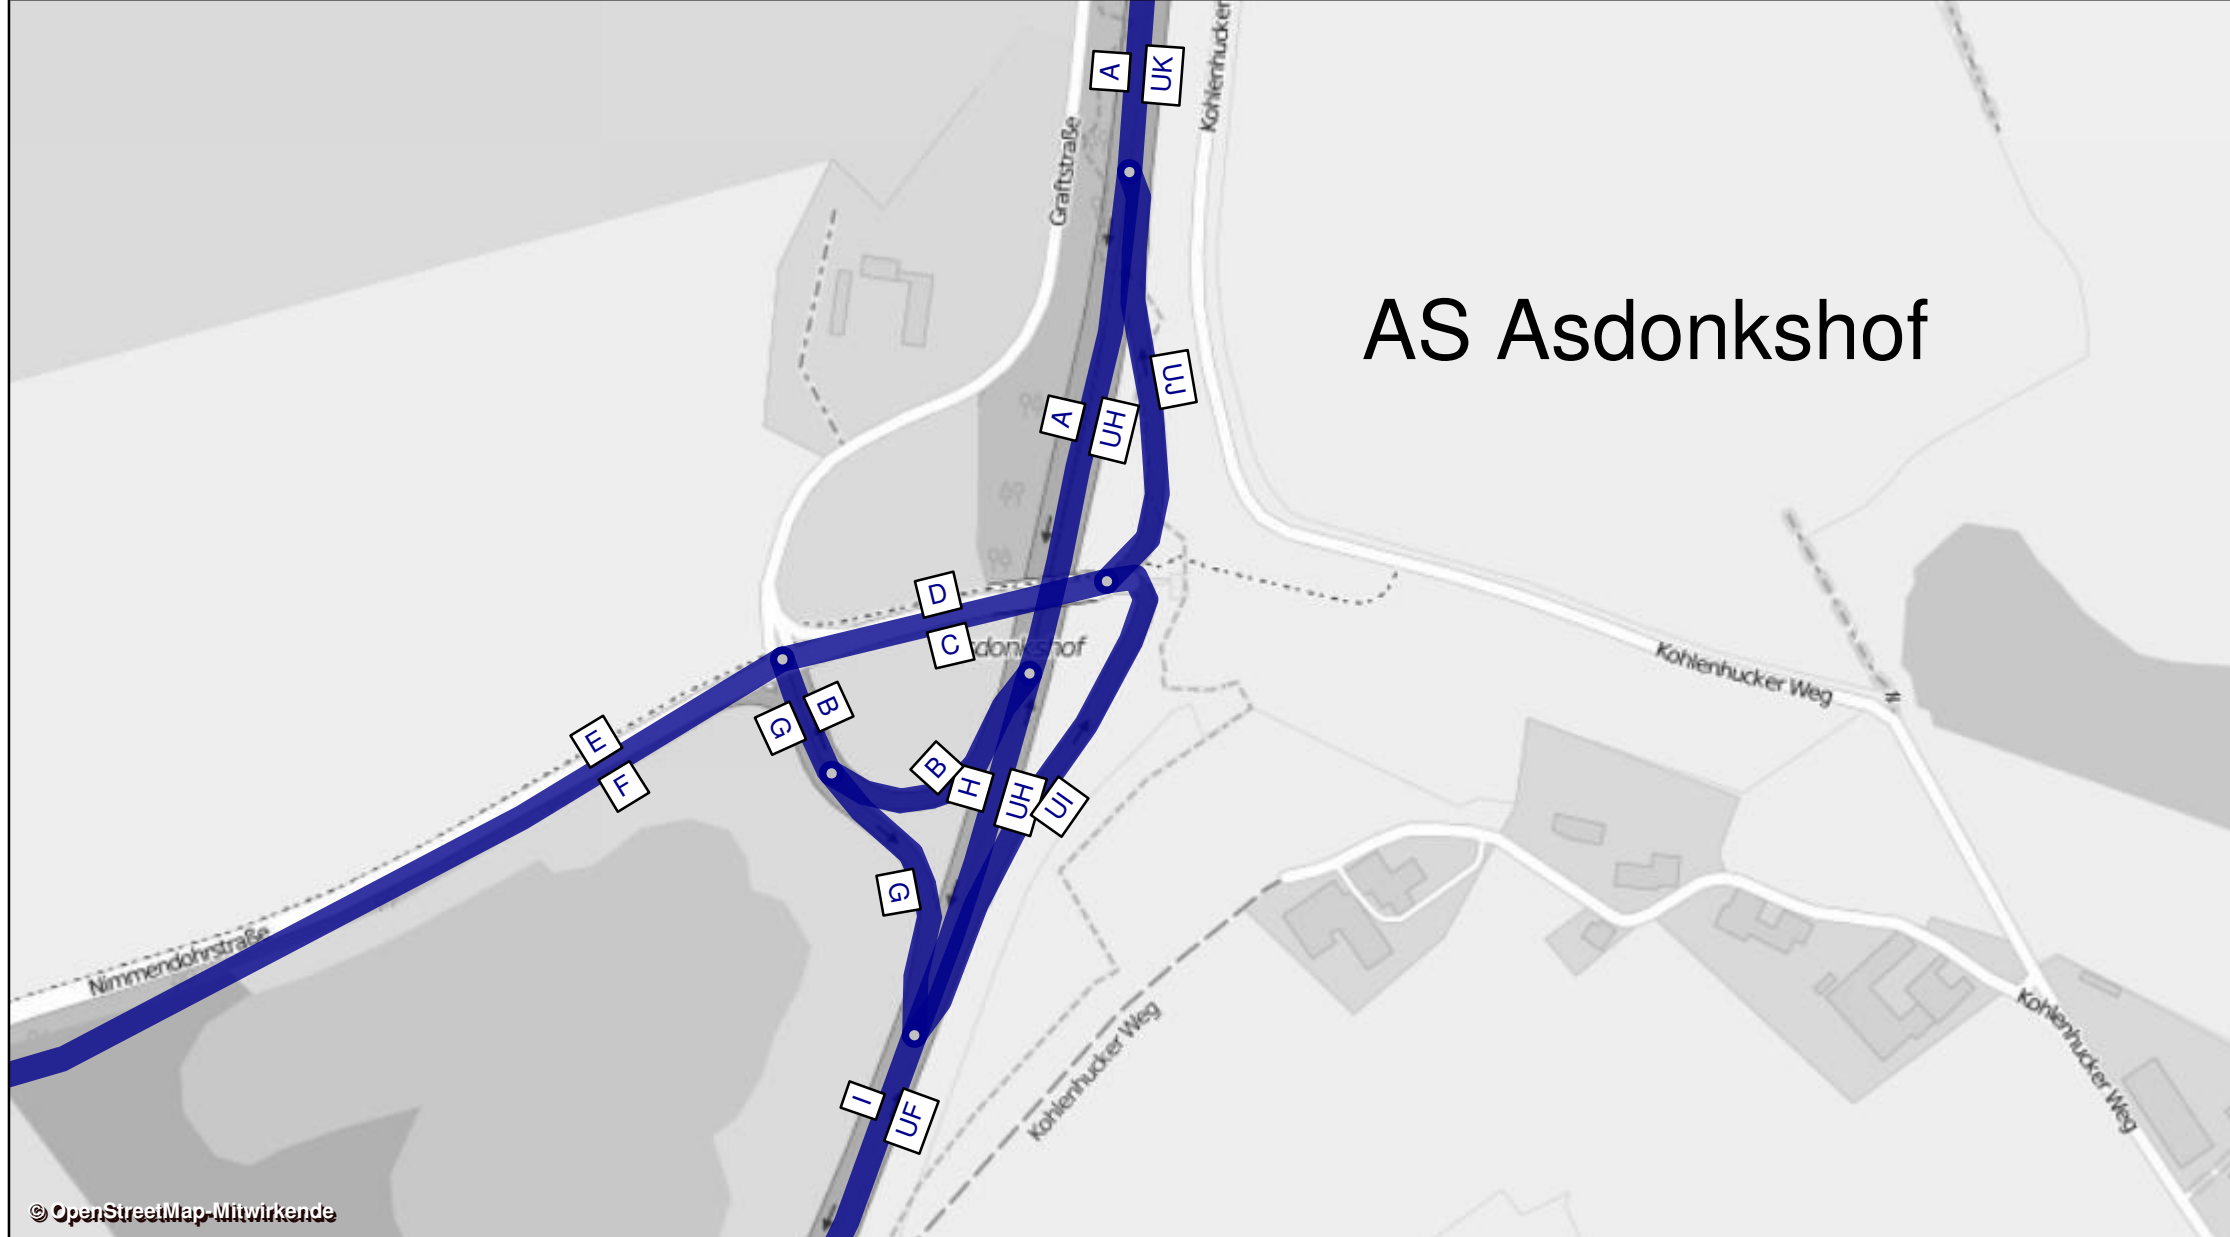 A
UK
Kohlenhucker
Graftstraße
AS Asdonkshof
UJ
A
UH
D
C
sdonkshof
Kohlenhucker Weg
B
G
E
F
B
H
UH
UI
G
Nimmendohrstraße
Kohlenhucker Weg
Kohlenhucker Weg
I
UF
© OpenStreetMap-Mitwirkende